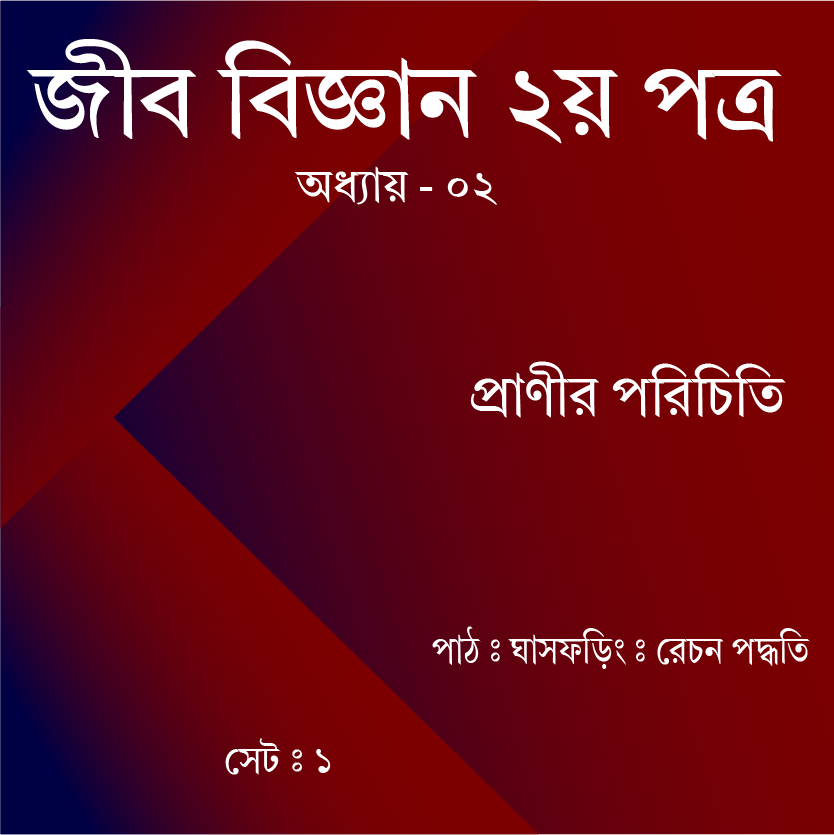 জীব বিজ্ঞান ২য় পত্র
অধ্যায় - ০২
প্রাণীর পরিচিতি
পাঠ ঃ ঘাসফড়িং ঃ রেচন পদ্ধতি
সেট ঃ ১